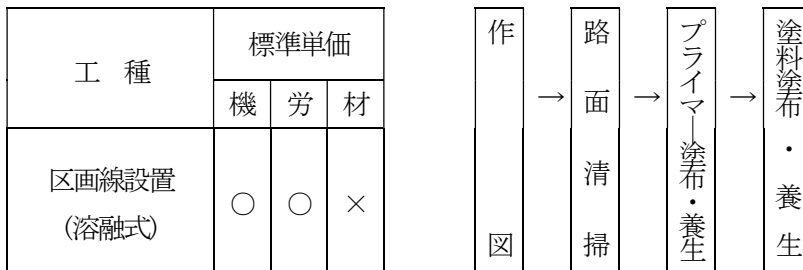 工 種
標準単価
機 労 材
区画線設置
(溶融式)
○ ○ ×
作図
→
路面清掃
→
プライマー塗布・養生
→
塗料塗布・養生